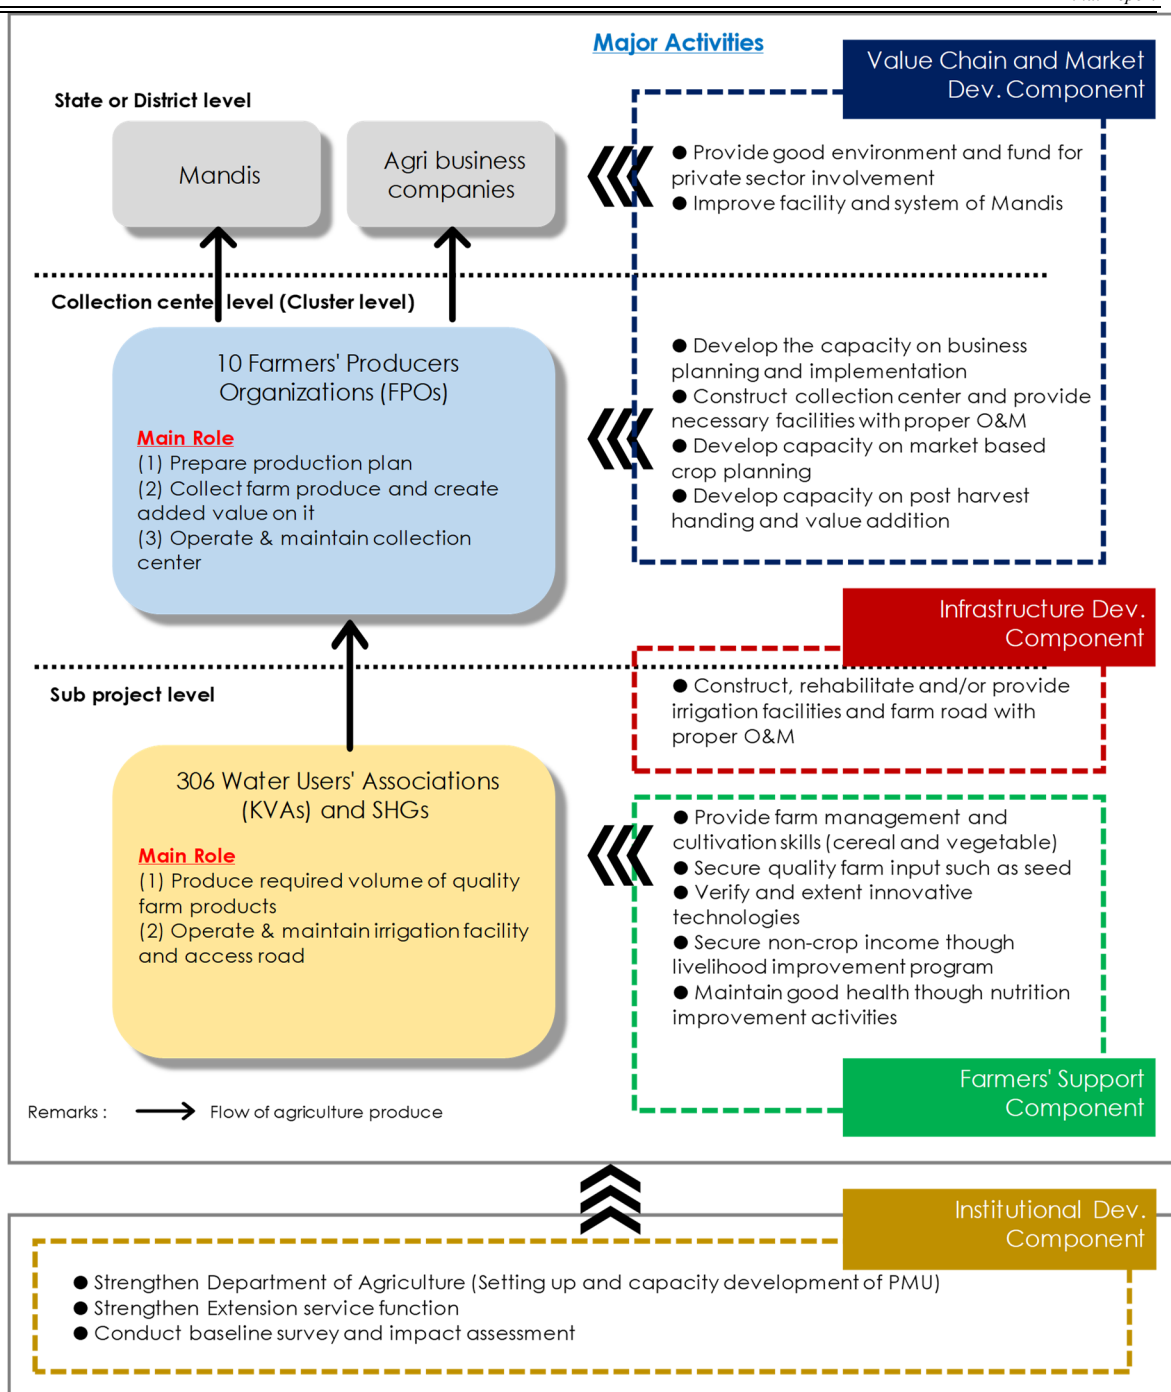 Major Activities
Value Chain and Market
Dev. Component
State or District level
Mandis
Agri business
companies
● Provide good environment and fund for
private sector involvement
● Improve facility and system of Mandis
Collection center level (Cluster level)
10 Farmers' Producers
Organizations (FPOs)
Main Role
(1) Prepare production plan
(2) Collect farm produce and create
added value on it
(3) Operate & maintain collection
center
● Develop the capacity on business
planning and implementation
● Construct collection center and provide
necessary facilities with proper O&M
● Develop capacity on market based
crop planning
● Develop capacity on post harvest
handing and value addition
Infrastructure Dev.
Component
Sub project level
● Construct, rehabilitate and/or provide
irrigation facilities and farm road with
proper O&M
306 Water Users' Associations
(KVAs) and SHGs
Main Role
(1) Produce required volume of quality
farm products
(2) Operate & maintain irrigation facility
and access road
● Provide farm management and
cultivation skills (cereal and vegetable)
● Secure quality farm input such as seed
● Verify and extent innovative
technologies
● Secure non-crop income though
livelihood improvement program
● Maintain good health though nutrition
improvement activities
Farmers' Support
Component
Remarks : Flow of agriculture produce
Institutional Dev.
Component
● Strengthen Department of Agriculture (Setting up and capacity development of PMU)
● Strengthen Extension service function
● Conduct baseline survey and impact assessment